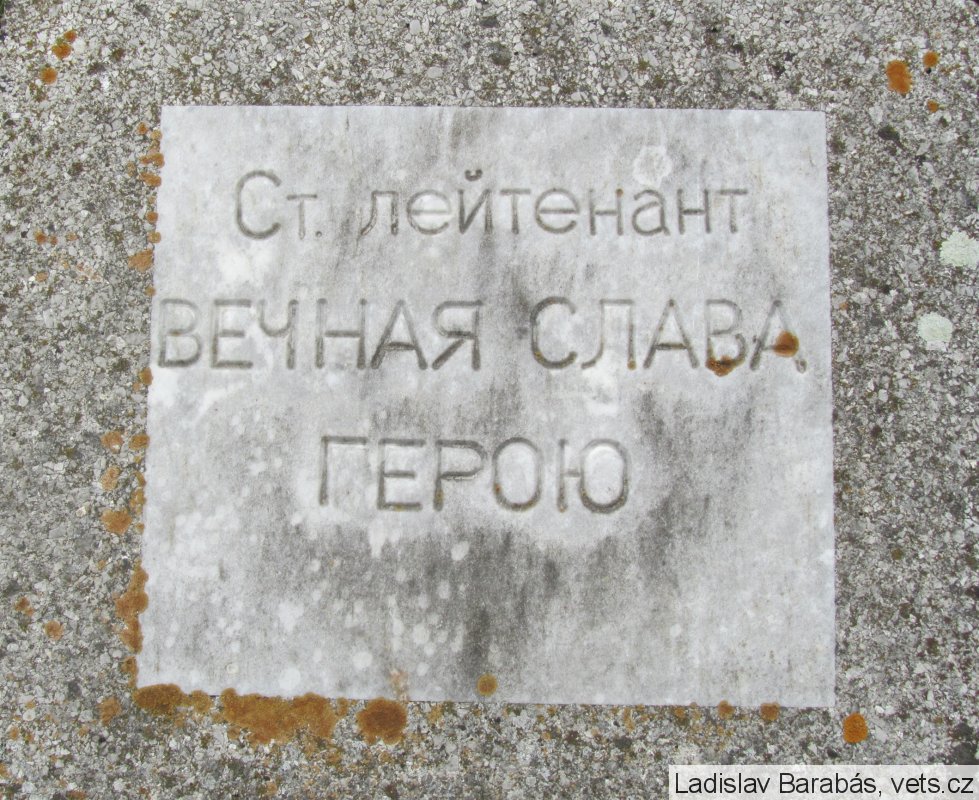 Ст. лейтенант
ВЕЧНАЯ СЛАВА,
ГЕРОЮ
Ladislav Barabás, vets.cz